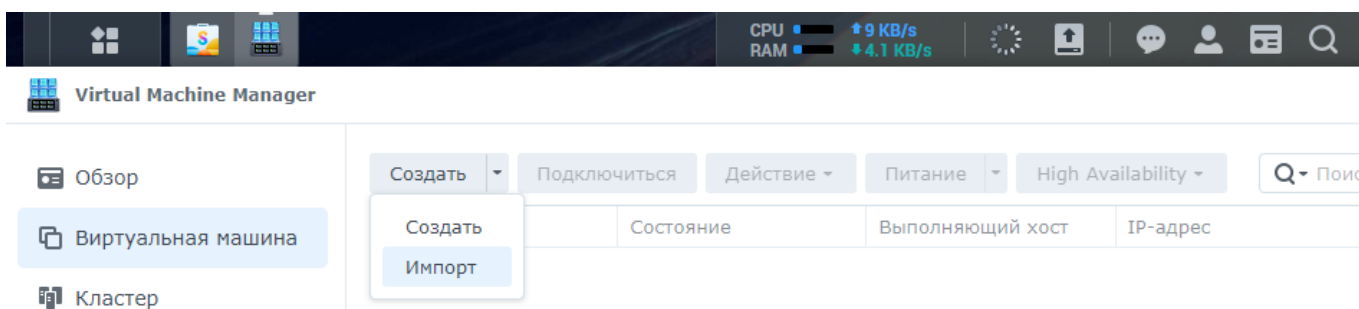 CPU ↑9 KB/s
RAM ↓4.1 KB/s
Virtual Machine Manager
Обзор
Создать Подключиться Действие Питание High Availability Поис
Виртуальная машина
Создать Состояние Выполняющий хост IP-адрес
Импорт
Кластер